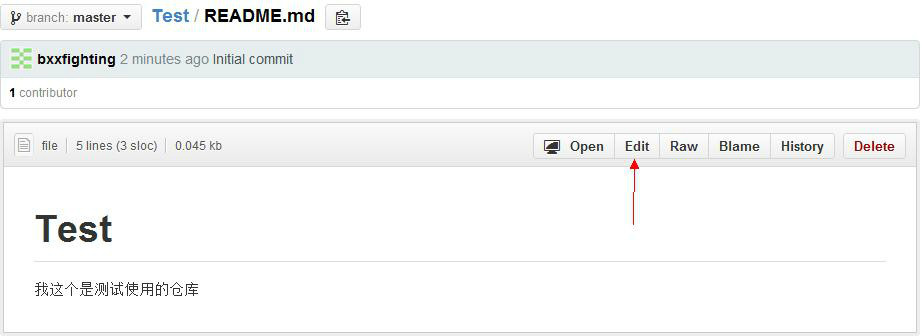 branch: master Test / README.md
bxxfighting 2 minutes ago Initial commit
1 contributor
file 5 lines (3 sloc) 0.045 kb Open Edit Raw Blame History Delete
Test
我这个是测试使用的仓库